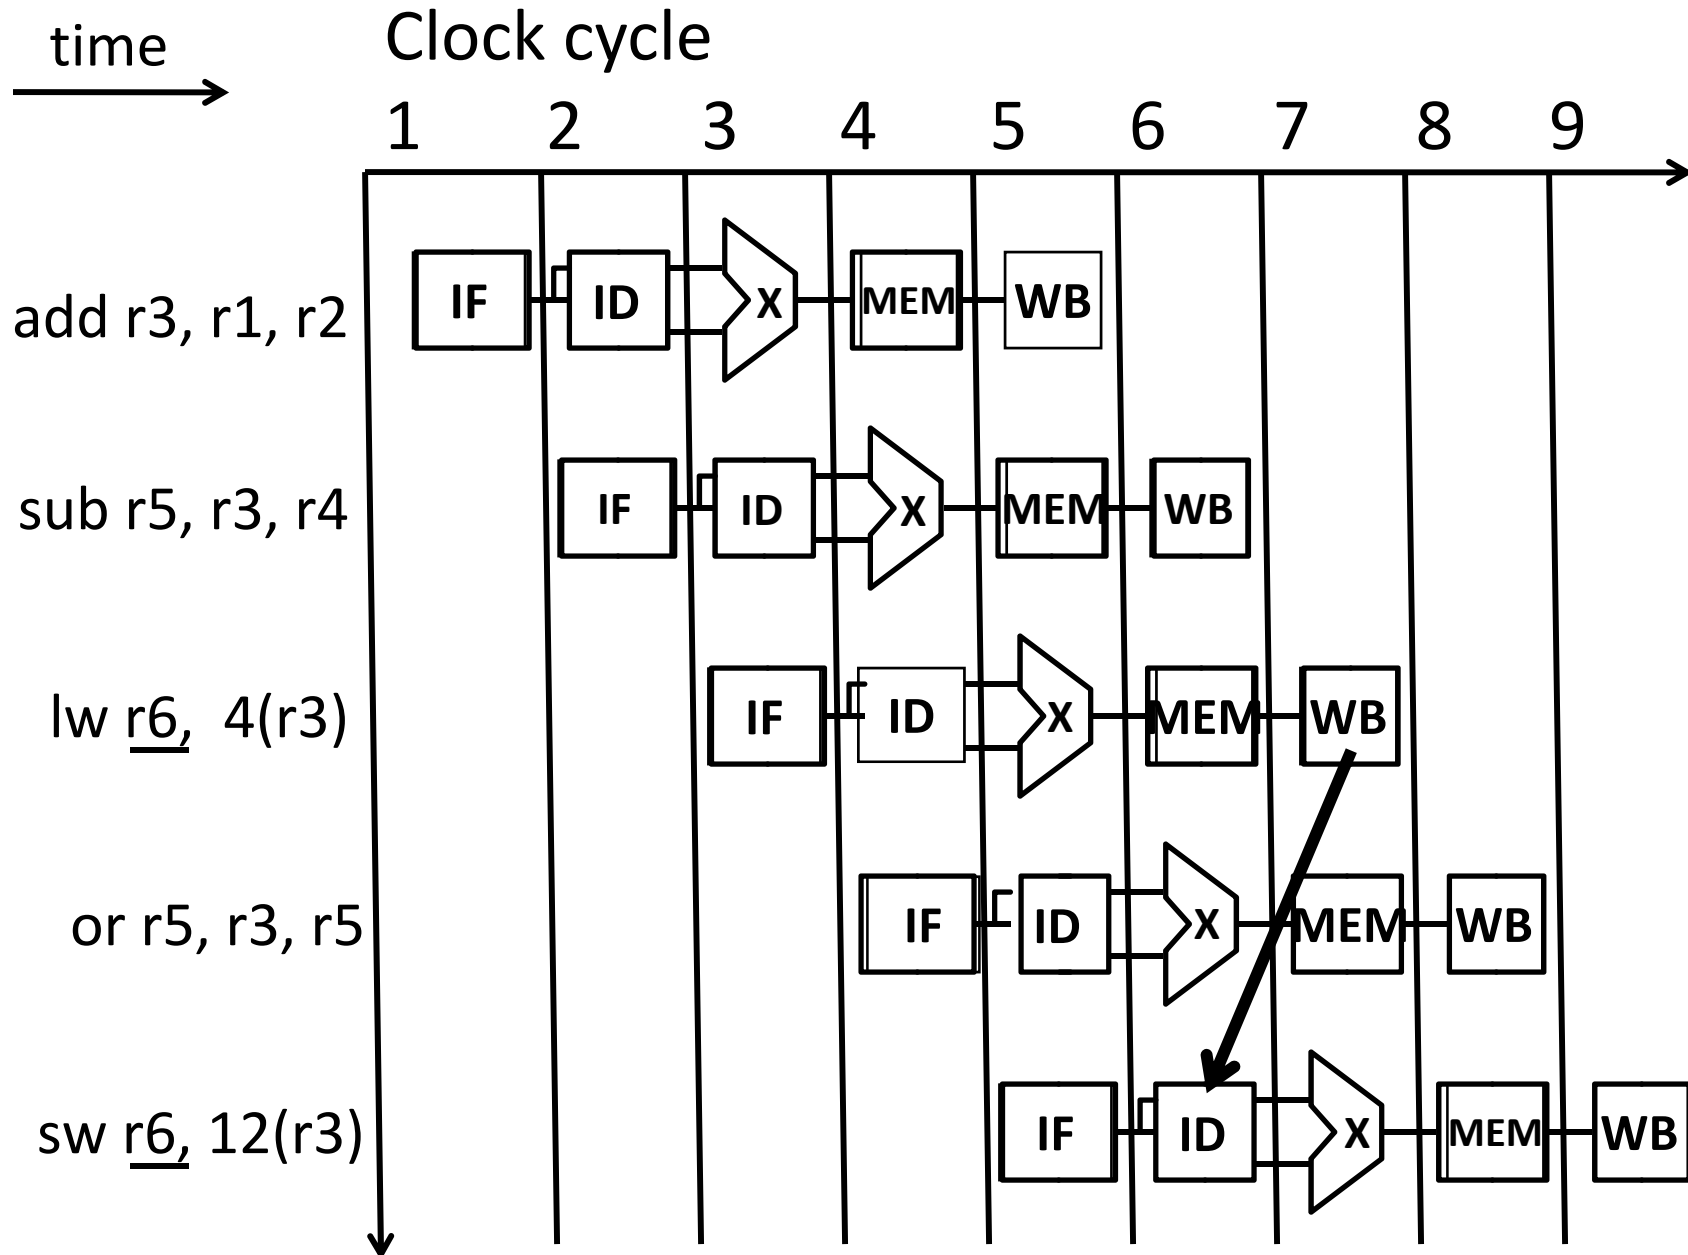 time Clock cycle
1 2 3 4 5 6 7 8 9
add r3, r1, r2 IF ID X MEM WB
sub r5, r3, r4 IF ID X MEM WB
lw r6, 4(r3) IF ID X MEM WB
or r5, r3, r5 IF ID X MEM WB
sw r6, 12(r3) IF ID X MEM WB